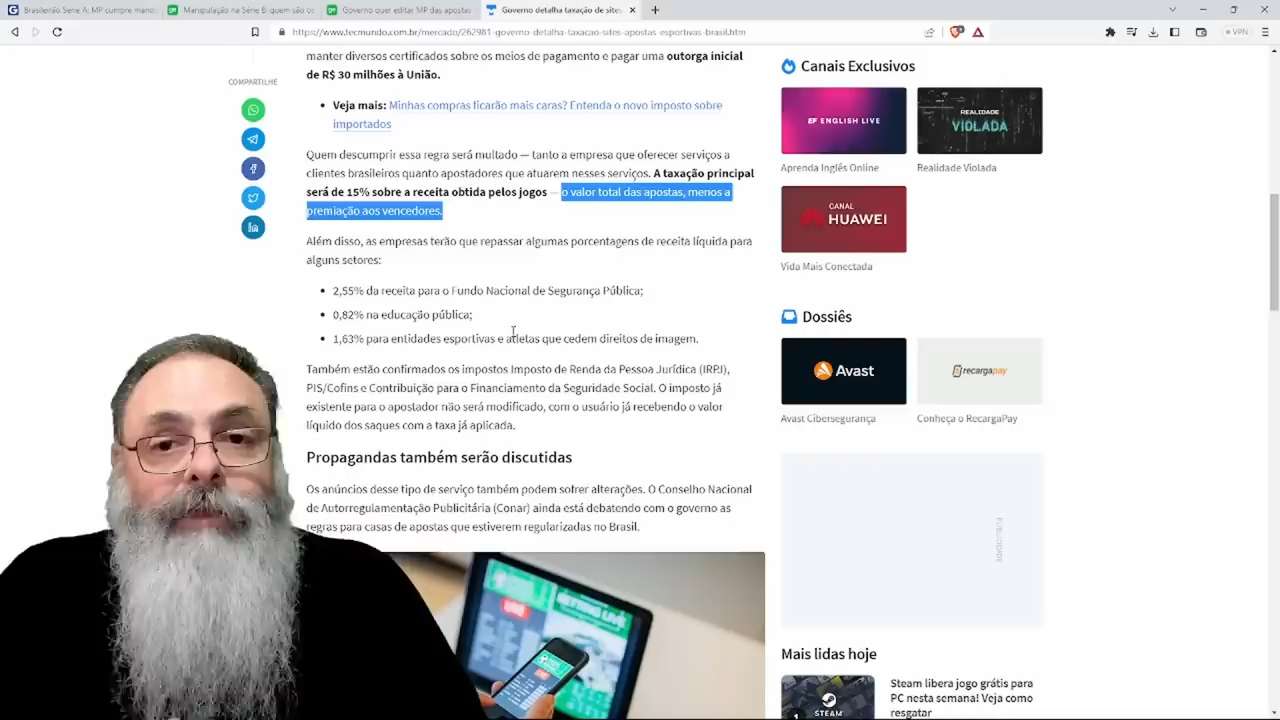 Brasileirão Série A: MP cumpre mand
Manipulação na Série B: quem são os
Governo quer editar MP das apostas
Governo detalha taxação de sites
https://www.tecmundo.com.br/mercado/262981-governo-detalha-taxacao-sites-apostas-esportivas-brasil.htm
VPN
COMPARTILHE
manter diversos certificados sobre os meios de pagamento e pagar uma outorga inicial
de R$ 30 milhões à União.
Veja mais: Minhas compras ficarão mais caras? Entenda o novo imposto sobre
importados
Quem descumprir essa regra será multado — tanto a empresa que oferecer serviços a
clientes brasileiros quanto apostadores que atuarem nesses serviços. A taxação principal
será de 15% sobre a receita obtida pelos jogos — o valor total das apostas, menos a
premiação aos vencedores.
Além disso, as empresas terão que repassar algumas porcentagens de receita líquida para
alguns setores:
2,55% da receita para o Fundo Nacional de Segurança Pública;
0,82% na educação pública;
1,63% para entidades esportivas e atletas que cedem direitos de imagem.
Também estão confirmados os impostos Imposto de Renda da Pessoa Jurídica (IRPJ),
PIS/Cofins e Contribuição para o Financiamento da Seguridade Social. O imposto já
existente para o apostador não será modificado, com o usuário já recebendo o valor
líquido dos saques com a taxa já aplicada.
Propagandas também serão discutidas
Os anúncios desse tipo de serviço também podem sofrer alterações. O Conselho Nacional
de Autorregulamentação Publicitária (Conar) ainda está debatendo com o governo as
regras para casas de apostas que estiverem regularizadas no Brasil.
Canais Exclusivos
EF ENGLISH LIVE
REALIDADE
VIOLADA
Aprenda Inglês Online
Realidade Violada
CANAL
HUAWEI
Vida Mais Conectada
Dossiês
Avast
recargapay
Avast Cibersegurança
Conheça o RecargaPay
PUBLICIDADE
Mais lidas hoje
STEAM
1
Steam libera jogo grátis para
PC nesta semana! Veja como
resgatar